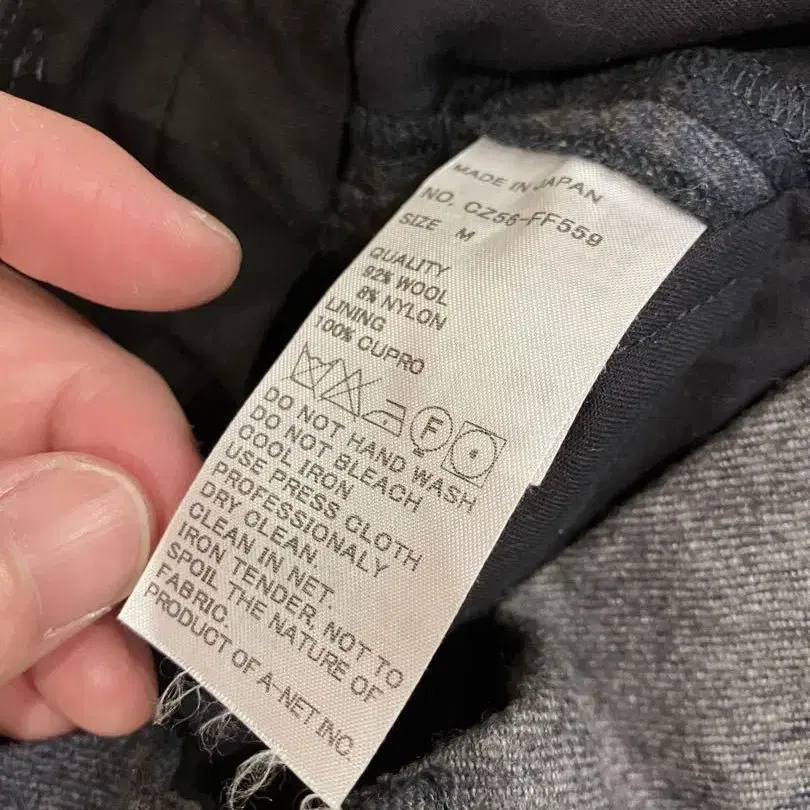 MADE IN JAPAN
NO. CZ56-FF559
SIZE M
QUALITY
92% WOOL
8% NYLON
LINING
100% CUPRO
F
DO NOT HAND WASH
DO NOT BLEACH
COOL IRON
USE PRESS CLOTH
PROFESSIONALY
DRY CLEAN.
CLEAN IN NET.
IRON TENDER, NOT TO
SPOIL THE NATURE OF
FABRIC.
PRODUCT OF A-NET INC.